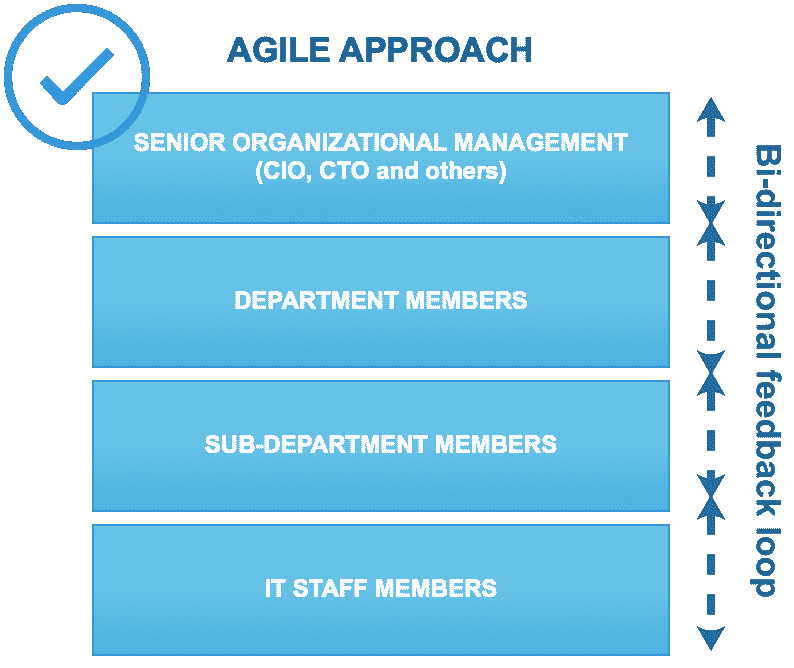 AGILE APPROACH
SENIOR ORGANIZATIONAL MANAGEMENT
(CIO, CTO and others)
DEPARTMENT MEMBERS
SUB-DEPARTMENT MEMBERS
IT STAFF MEMBERS
Bi-directional feedback loop